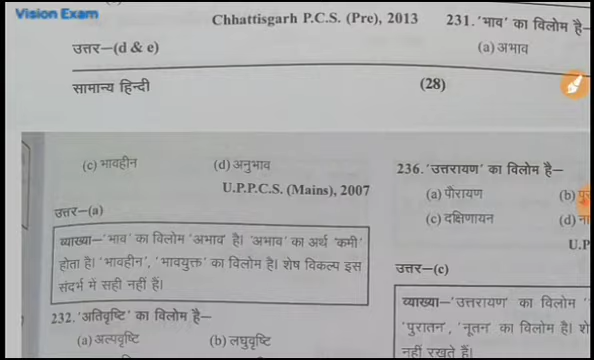 Vision Exam
Chhattisgarh P.C.S. (Pre), 2013
उत्तर—(d & e)
231. 'भाव' का विलोम है—
(a) अभाव
सामान्य हिन्दी
(28)
(c) भावहीन (d) अनुभाव
U.P.P.C.S. (Mains), 2007
उत्तर—(a)
व्याख्या—'भाव' का विलोम 'अभाव' है। 'अभाव' का अर्थ 'कमी'
होता है। 'भावहीन', 'भावयुक्त' का विलोम है। शेष विकल्प इस
संदर्भ में सही नहीं हैं।
232. 'अतिवृष्टि' का विलोम है—
(a) अल्पवृष्टि (b) लघुवृष्टि
236. 'उत्तरायण' का विलोम है—
(a) पौरायण (b)
(c) दक्षिणायन (d)
U.P
उत्तर—(c)
व्याख्या—'उत्तरायण' का विलोम '
'पुरातन', 'नूतन' का विलोम है। शे
नहीं रखते हैं।